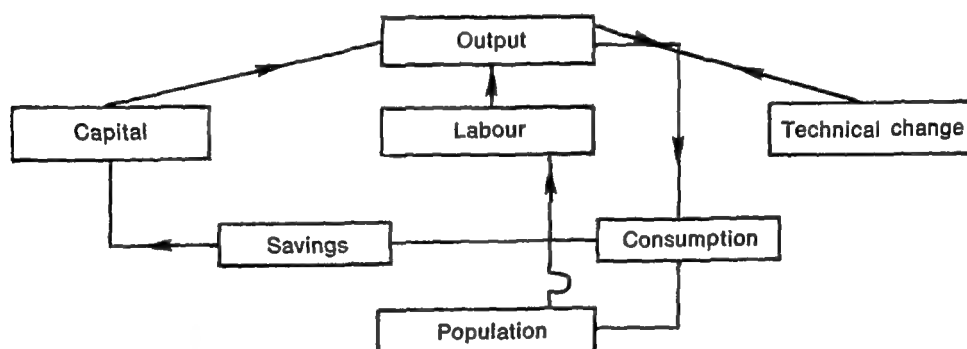 Output
Capital
Labour
Technical change
Savings
Consumption
Population